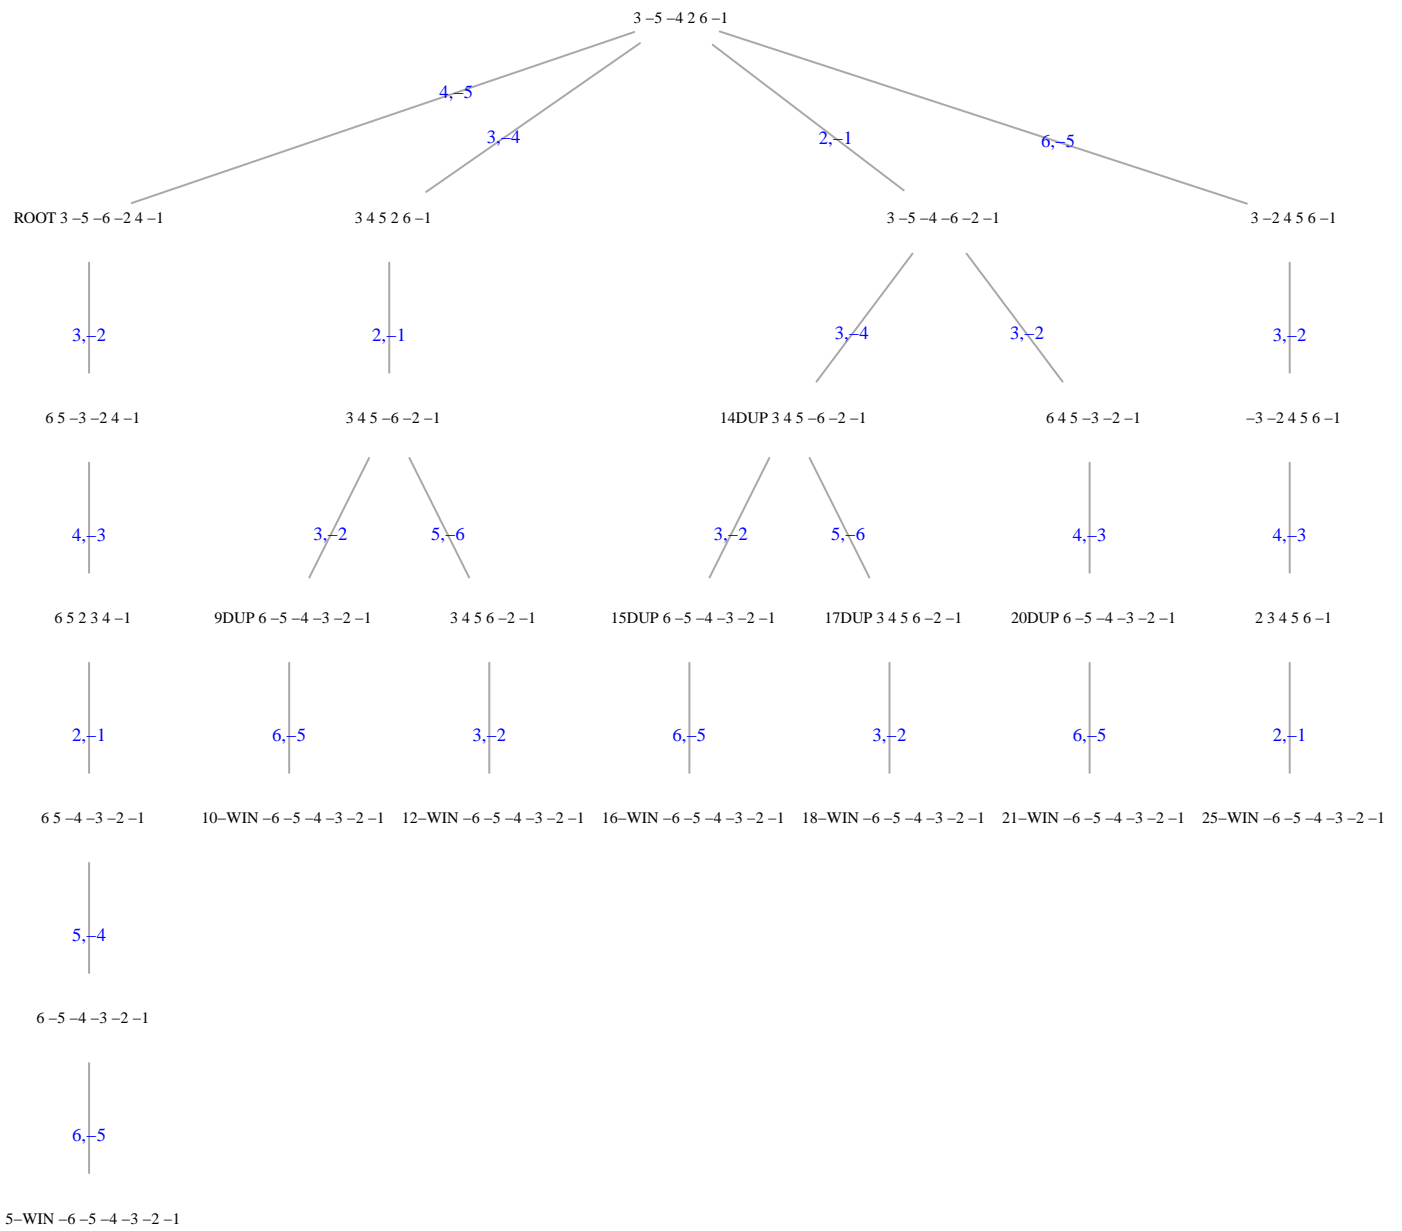 3 –5 –4 2 6 –1
4,–5
3,–4
2,–1
6,–5
ROOT 3 –5 –6 –2 4 –1
3 4 5 2 6 –1
3 –5 –4 –6 –2 –1
3 –2 4 5 6 –1
3,–2
2,–1
3,–4
3,–2
3,–2
6 5 –3 –2 4 –1
3 4 5 –6 –2 –1
14DUP 3 4 5 –6 –2 –1
6 4 5 –3 –2 –1
–3 –2 4 5 6 –1
4,–3
3,–2
5,–6
3,–2
5,–6
4,–3
4,–3
6 5 2 3 4 –1
9DUP 6 –5 –4 –3 –2 –1
3 4 5 6 –2 –1
15DUP 6 –5 –4 –3 –2 –1
17DUP 3 4 5 6 –2 –1
20DUP 6 –5 –4 –3 –2 –1
2 3 4 5 6 –1
2,–1
6,–5
3,–2
6,–5
3,–2
6,–5
2,–1
6 5 –4 –3 –2 –1
10–WIN –6 –5 –4 –3 –2 –1
12–WIN –6 –5 –4 –3 –2 –1
16–WIN –6 –5 –4 –3 –2 –1
18–WIN –6 –5 –4 –3 –2 –1
21–WIN –6 –5 –4 –3 –2 –1
25–WIN –6 –5 –4 –3 –2 –1
5,–4
6 –5 –4 –3 –2 –1
6,–5
5–WIN –6 –5 –4 –3 –2 –1